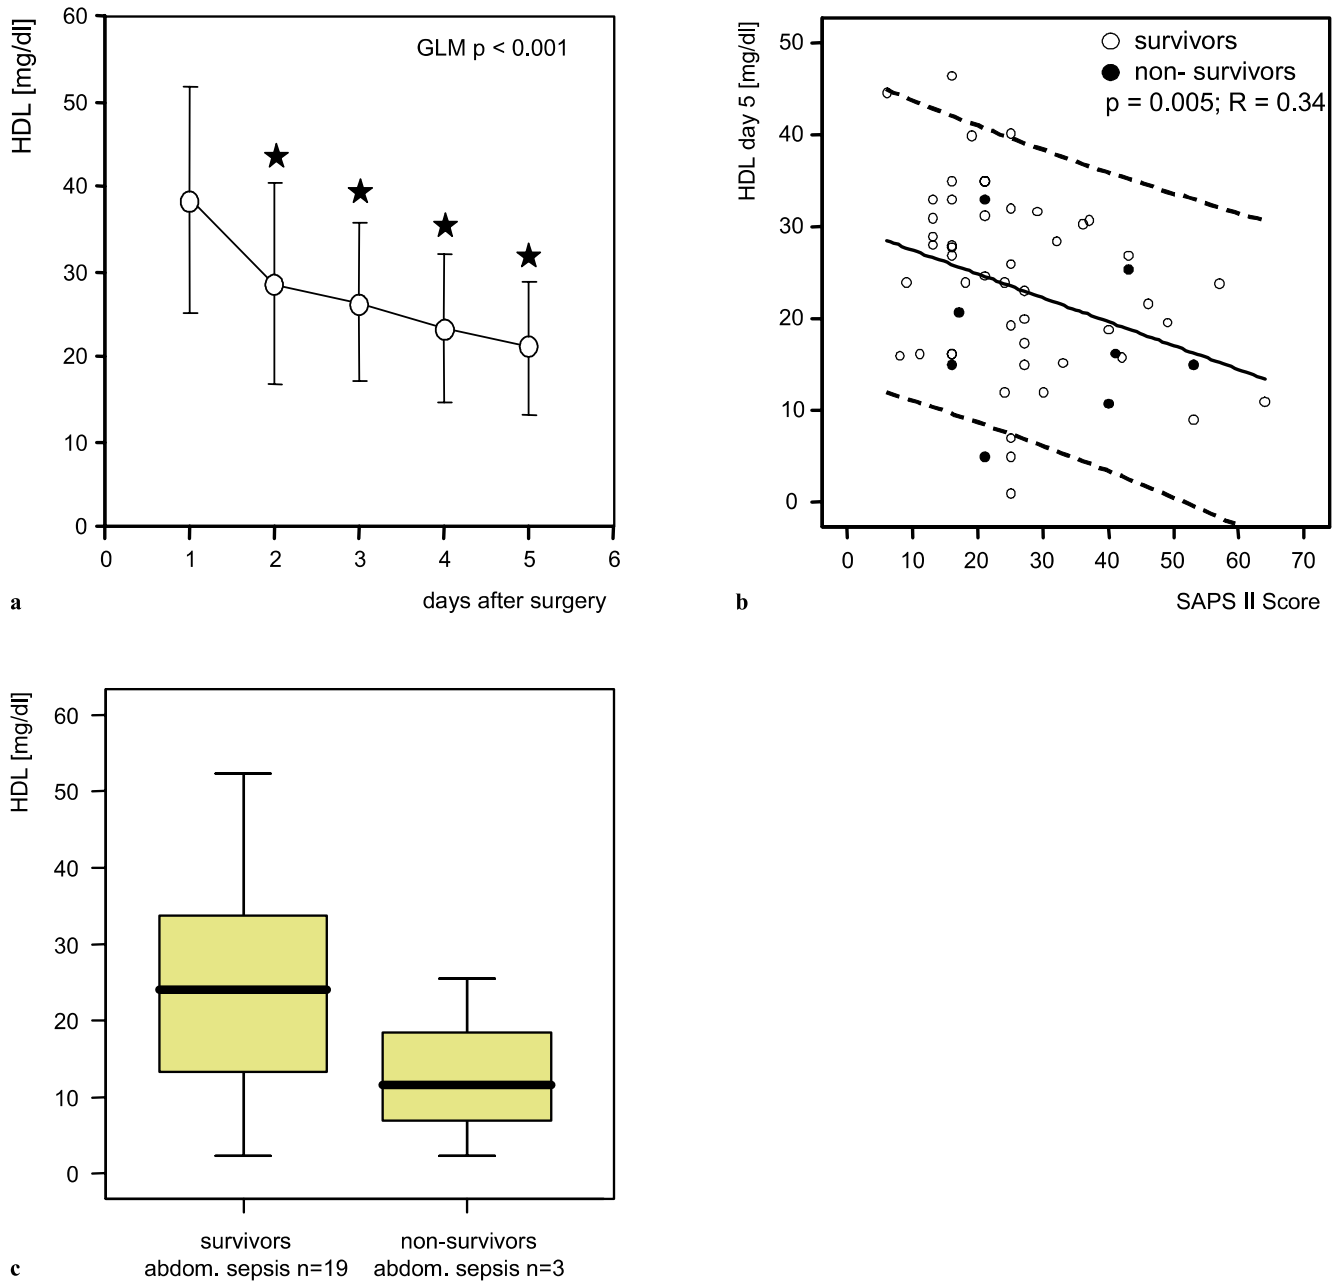 HDL [mg/dl]
60
50
40
30
20
10
0
GLM p < 0.001
0 1 2 3 4 5 6
days after surgery
a
HDL day 5 [mg/dl]
50
40
30
20
10
0
survivors
non- survivors
p = 0.005; R = 0.34
0 10 20 30 40 50 60 70
SAPS II Score
b
HDL [mg/dl]
60
50
40
30
20
10
0
survivors non-survivors
abdom. sepsis n=19 abdom. sepsis n=3
c